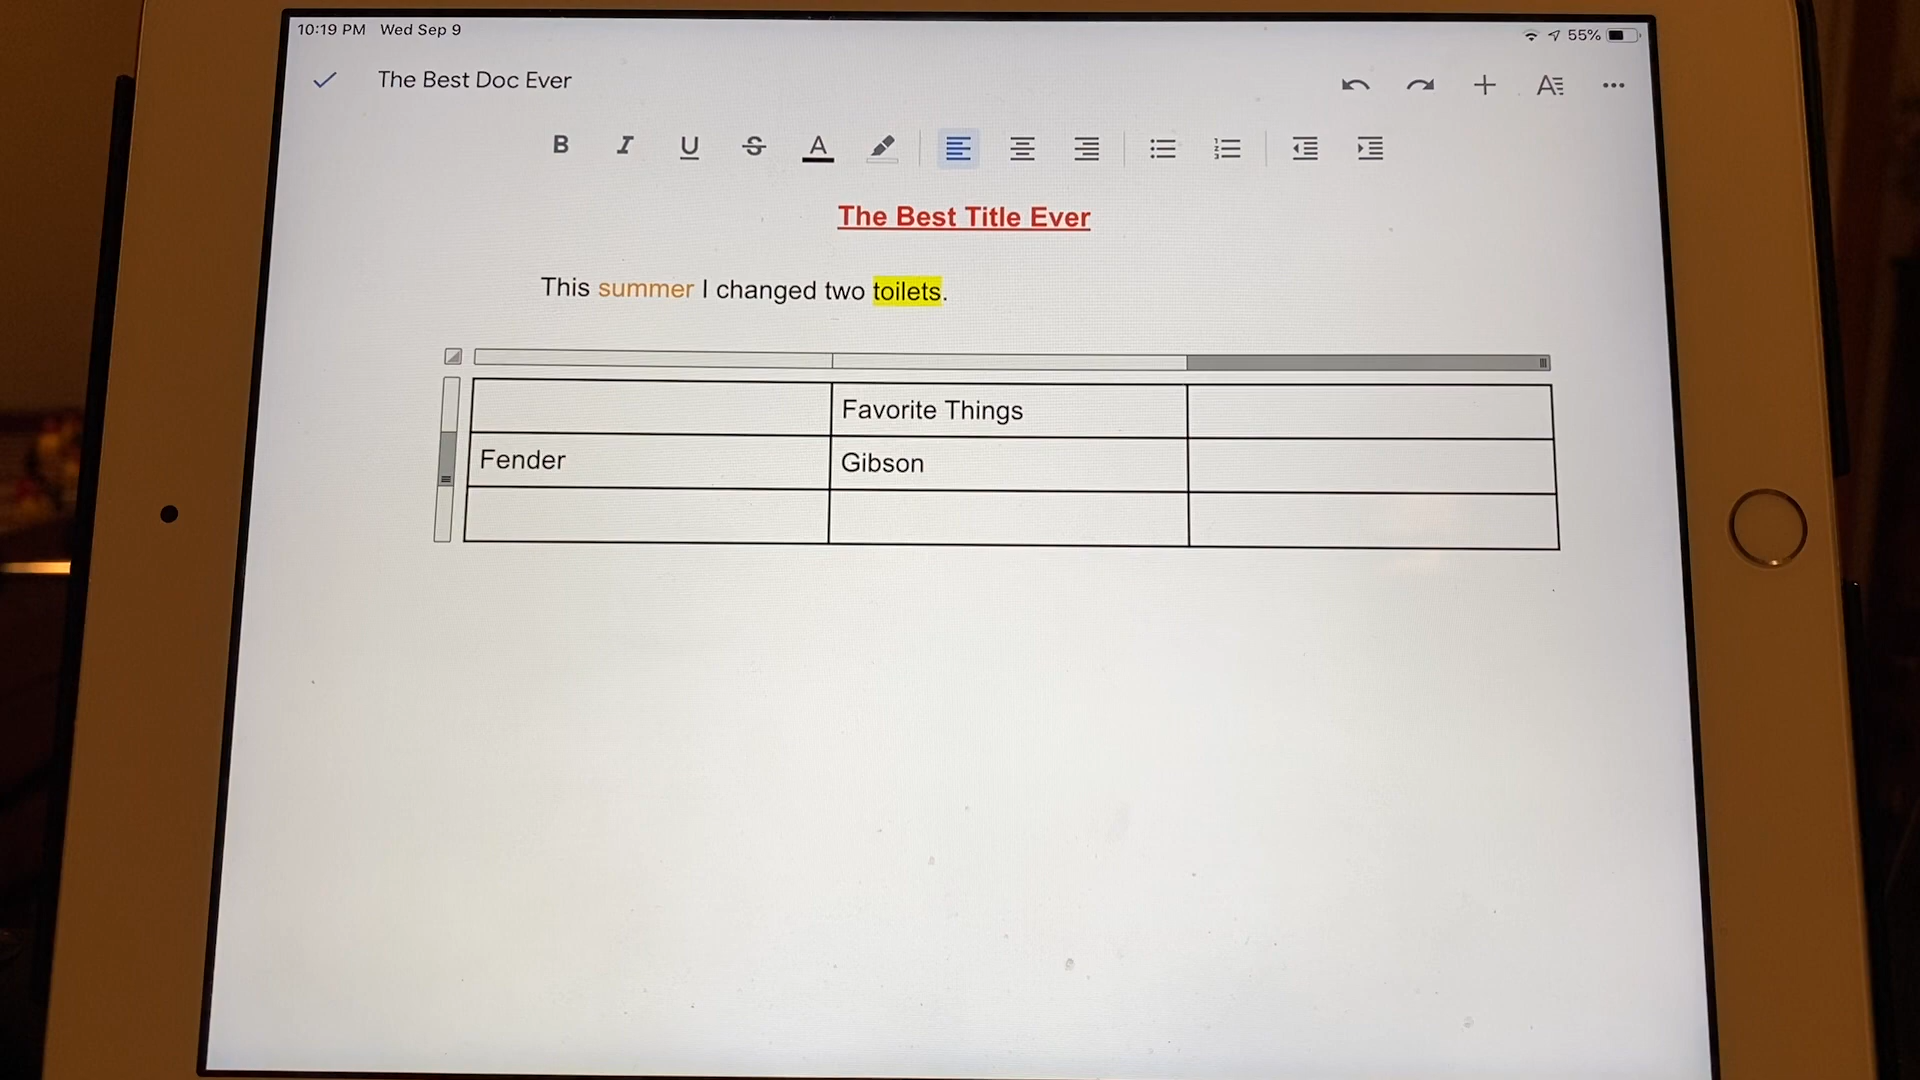 10:19 PM Wed Sep 9 55%
The Best Doc Ever
B I U S A
The Best Title Ever
This summer I changed two toilets.
Favorite Things
Fender Gibson